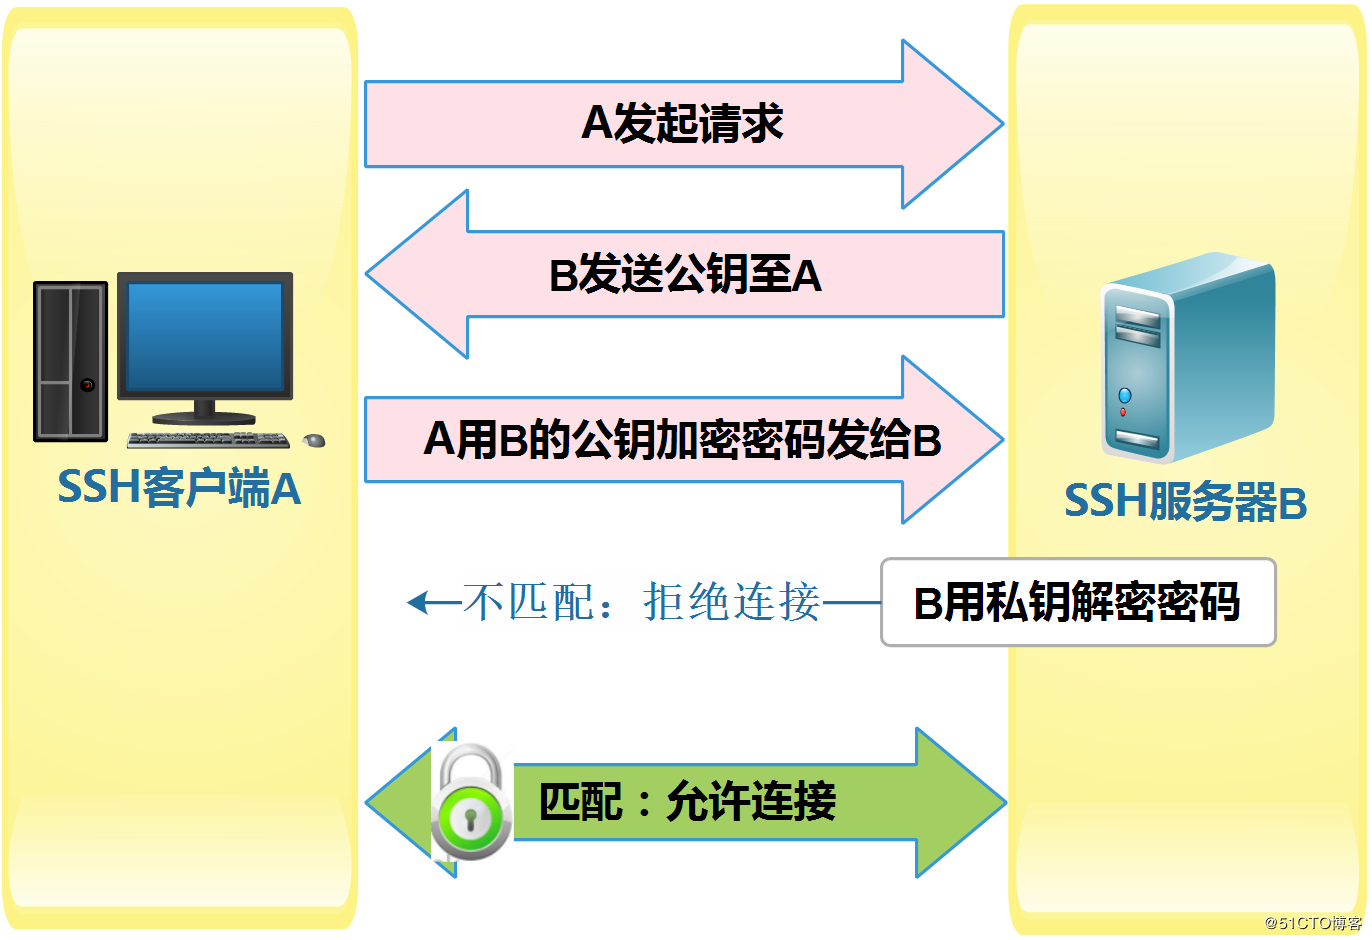 A发起请求
B发送公钥至A
A用B的公钥加密密码发给B
SSH客户端A
SSH服务器B
不匹配：拒绝连接
B用私钥解密密码
匹配：允许连接
@51CTO博客